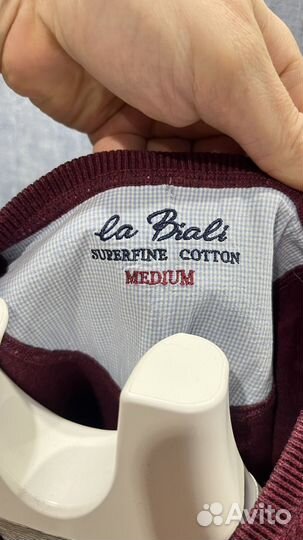 la Biali
SUPERFINE COTTON
MEDIUM
Avito